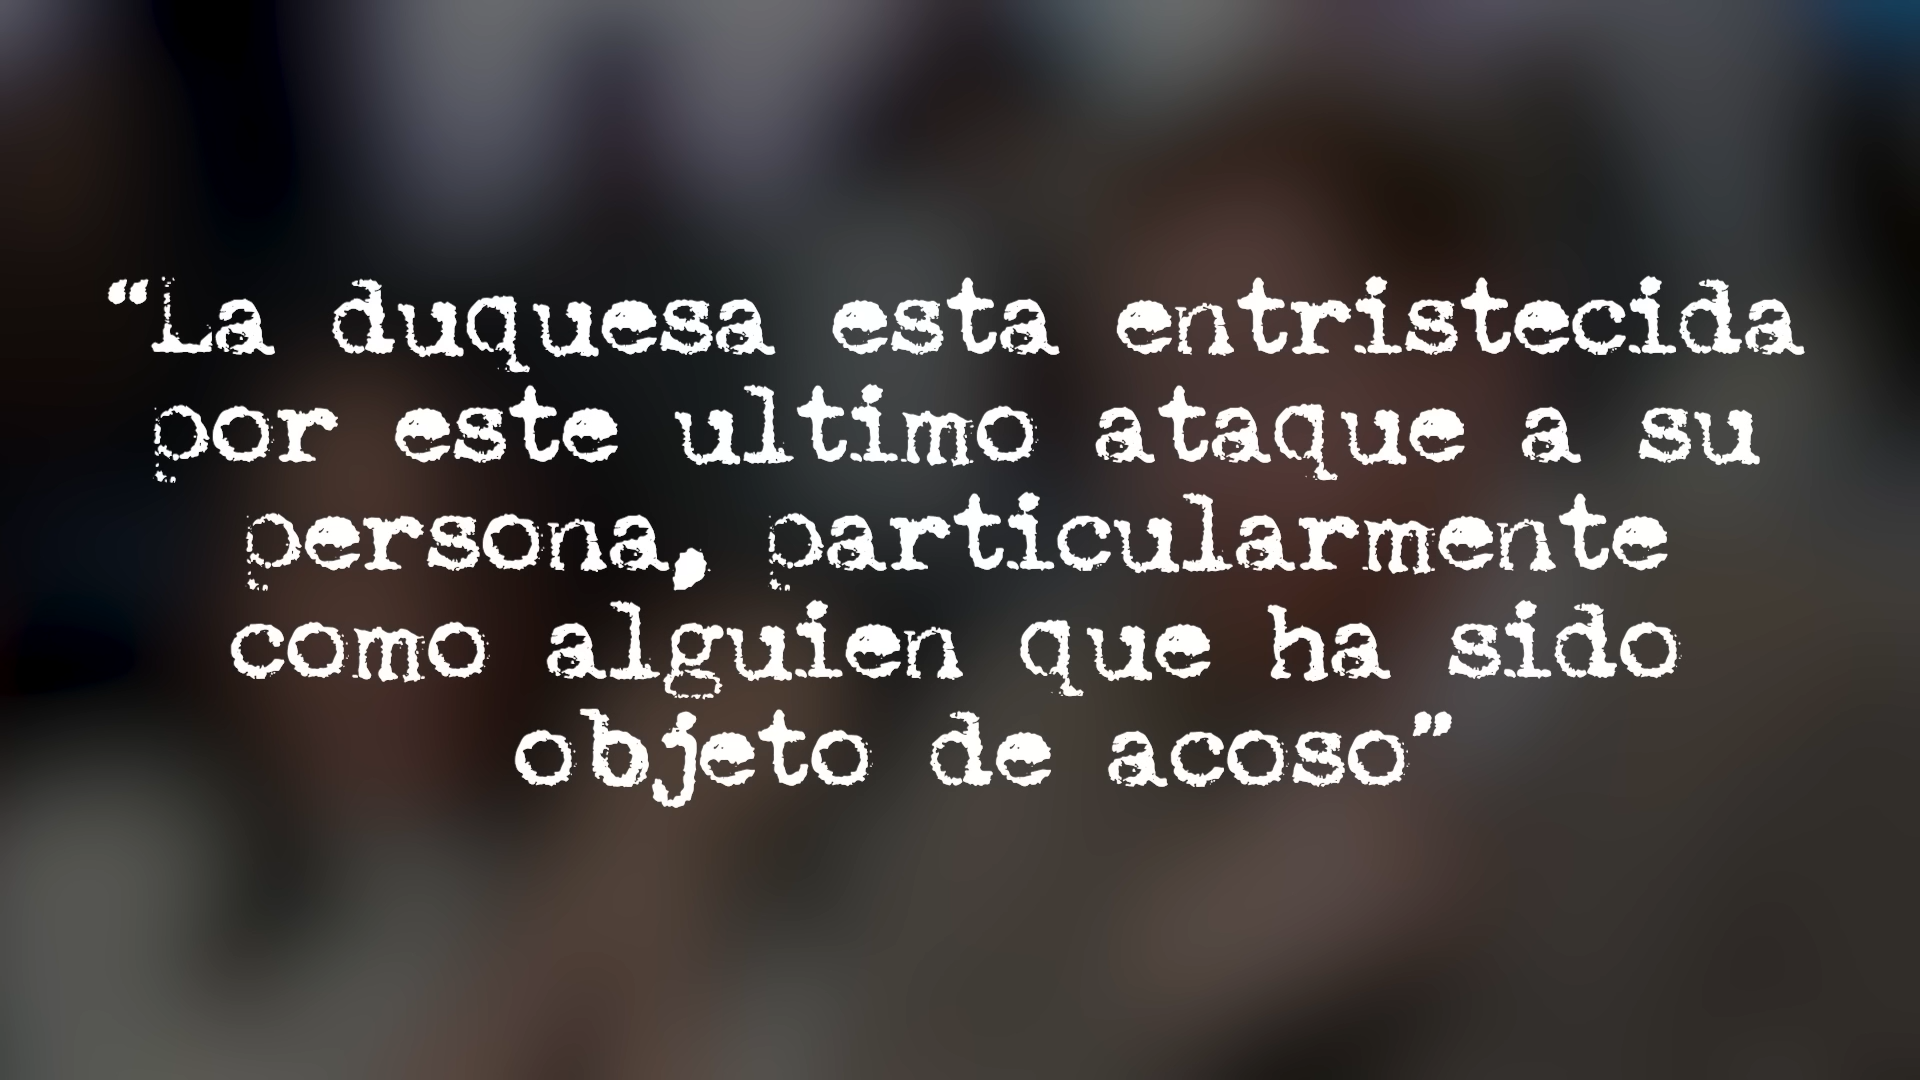 “La duquesa esta entristecida
por este ultimo ataque a su
persona, particularmente
como alguien que ha sido
objeto de acoso”